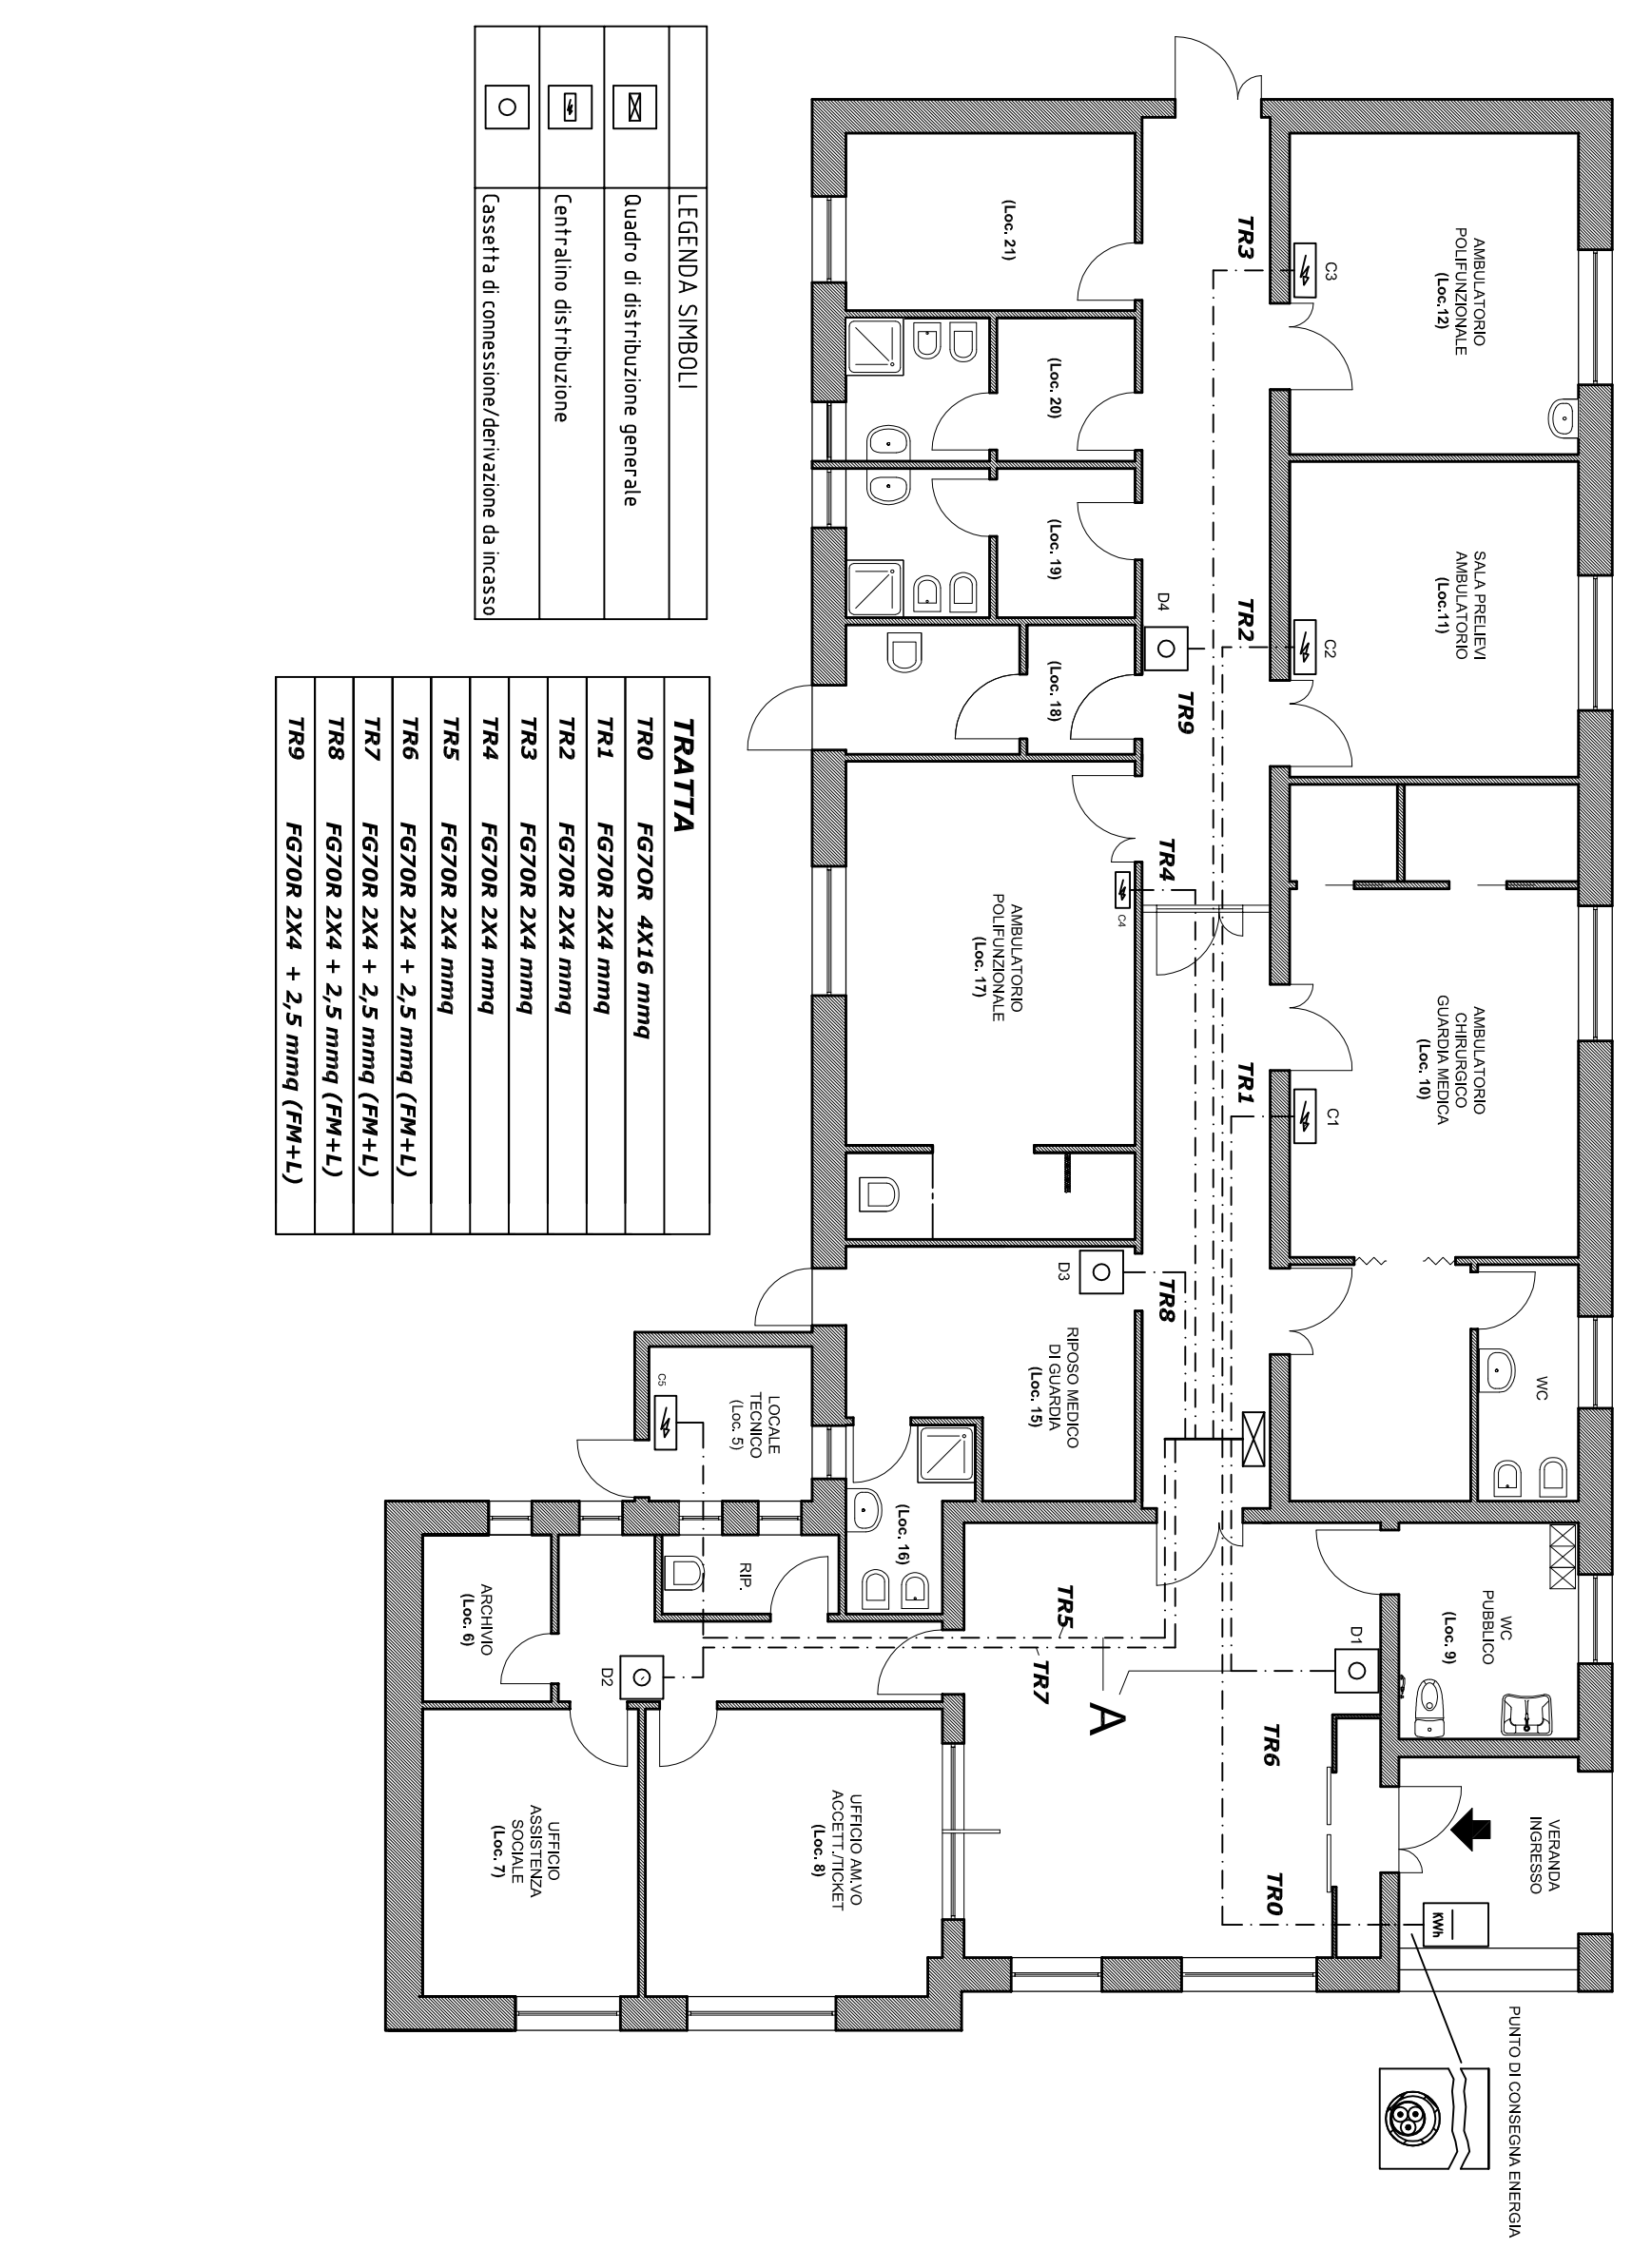 AMBULATORIO
POLIFUNZIONALE
(Loc.12)
C3
TR3
SALA PRELIEVI
AMBULATORIO
(Loc.11)
C2
TR2
AMBULATORIO
CHIRURGICO
GUARDIA MEDICA
(Loc. 10)
C1
TR1
WC
WC
PUBBLICO
(Loc. 9)
D1
TR6
VERANDA
INGRESSO
KWh
TR0
PUNTO DI CONSEGNA ENERGIA
(Loc. 21)
(Loc. 20)
(Loc. 19)
D4
TR9
(Loc. 18)
TR4
C4
AMBULATORIO
POLIFUNZIONALE
(Loc. 17)
D3
TR8
RIPOSO MEDICO
DI GUARDIA
(Loc. 15)
(Loc. 16)
TR5
TR7
A
C5
LOCALE
TECNICO
(Loc. 5)
RIP.
D2
ARCHIVIO
(Loc. 6)
UFFICIO AM.VO
ACCETT./TICKET
(Loc. 8)
UFFICIO
ASSISTENZA
SOCIALE
(Loc. 7)
LEGENDA SIMBOLI
Quadro di distribuzione generale
Centralino distribuzione
Cassetta di connessione/derivazione da incasso
TRATTA
TR0 FG7OR 4X16 mmq
TR1 FG70R 2X4 mmq
TR2 FG70R 2X4 mmq
TR3 FG70R 2X4 mmq
TR4 FG70R 2X4 mmq
TR5 FG70R 2X4 mmq
TR6 FG70R 2X4 + 2,5 mmq (FM+L)
TR7 FG70R 2X4 + 2,5 mmq (FM+L)
TR8 FG70R 2X4 + 2,5 mmq (FM+L)
TR9 FG70R 2X4 + 2,5 mmq (FM+L)